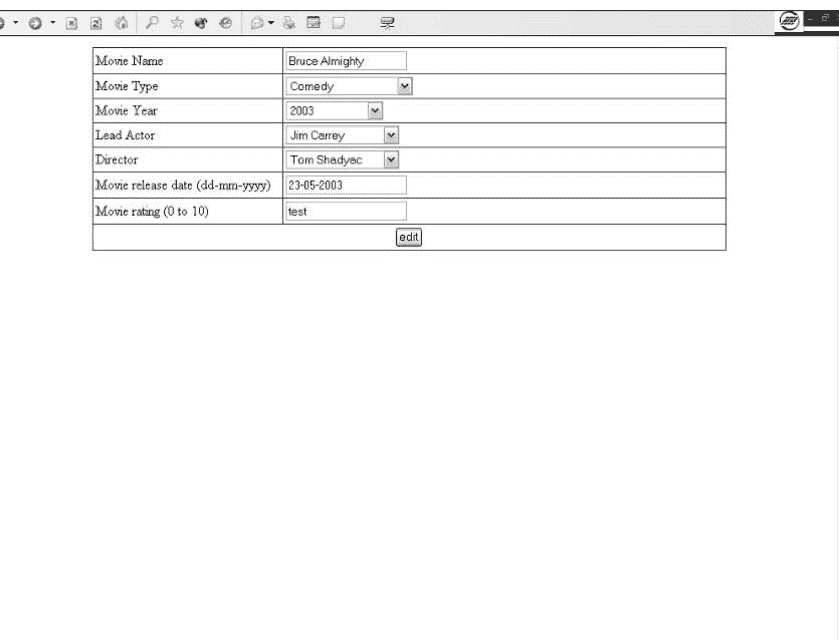 Movie Name Bruce Almighty
Movie Type Comedy
Movie Year 2003
Lead Actor Jim Carrey
Director Tom Shadyac
Movie release date (dd-mm-yyyy) 23-05-2003
Movie rating (0 to 10) test
edit